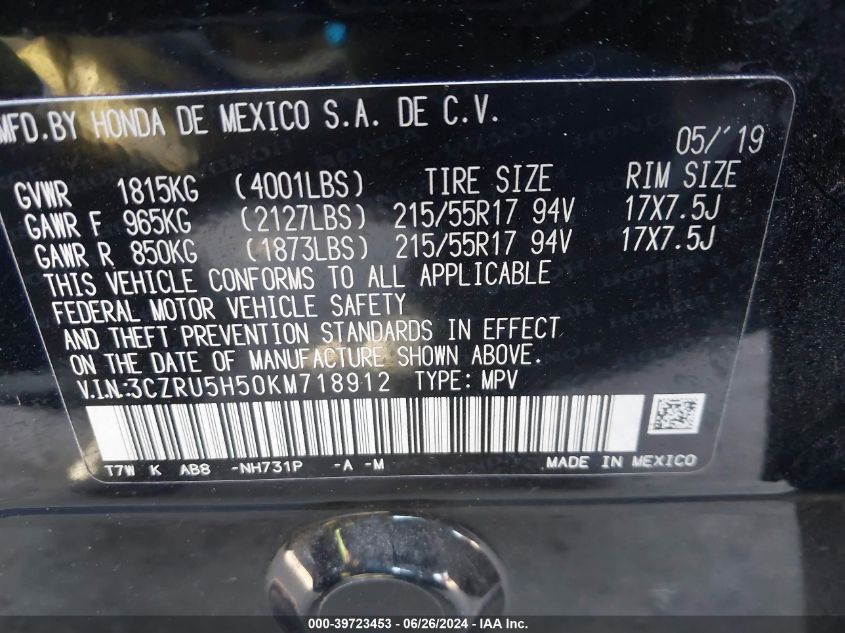 MFD.BY HONDA DE MEXICO S.A. DE C.V.
05/'19
GVWR 1815KG (4001LBS) TIRE SIZE RIM SIZE
GAWR F 965KG (2127LBS) 215/55R17 94V 17X7.5J
GAWR R 850KG (1873LBS) 215/55R17 94V 17X7.5J
THIS VEHICLE CONFORMS TO ALL APPLICABLE
FEDERAL MOTOR VEHICLE SAFETY
AND THEFT PREVENTION STANDARDS IN EFFECT
ON THE DATE OF MANUFACTURE SHOWN ABOVE.
V.I.N:3CZRU5H50KM718912 TYPE: MPV
T7W K AB8 -NH731P -A -M MADE IN MEXICO
000-39723453 - 06/26/2024 - IAA Inc.